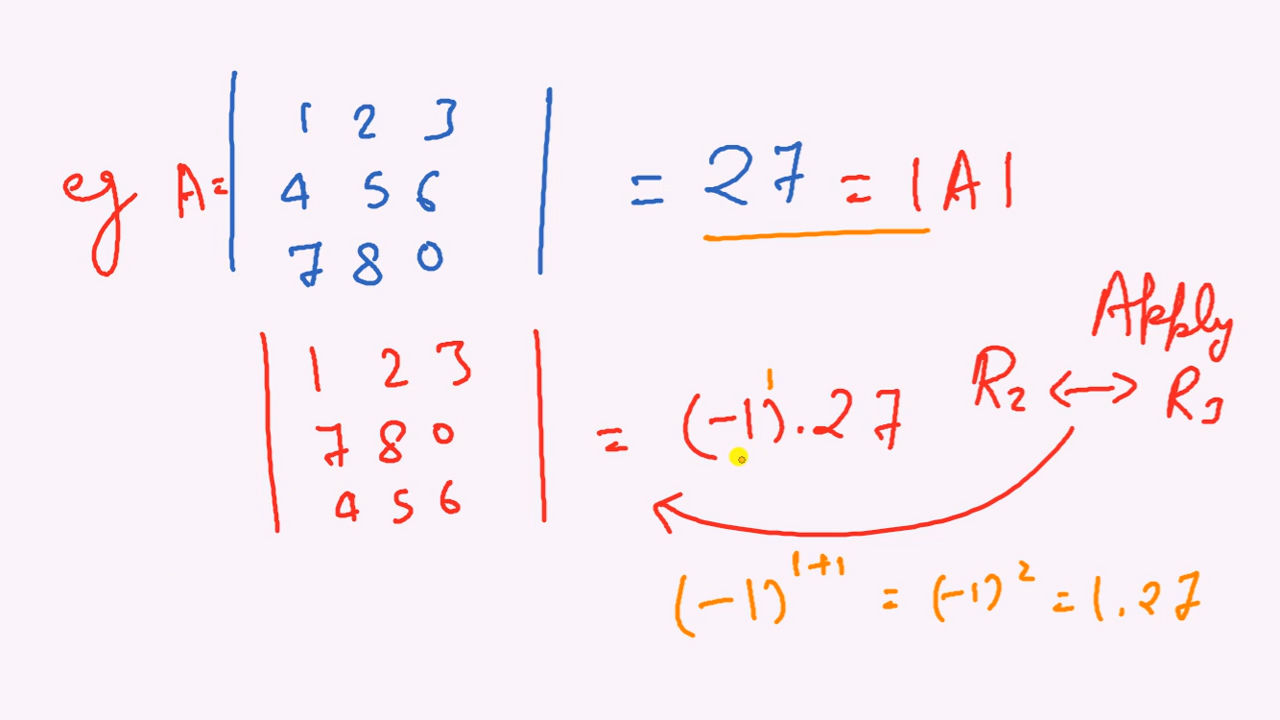 eg A= | 1 2 3 | = 27 = |A|
4 5 6
7 8 0
Apply
R2 ↔ R3
| 1 2 3 | = (-1)^1 . 27
7 8 0
4 5 6
(-1)^1+1 = (-1)^2 = 1.27